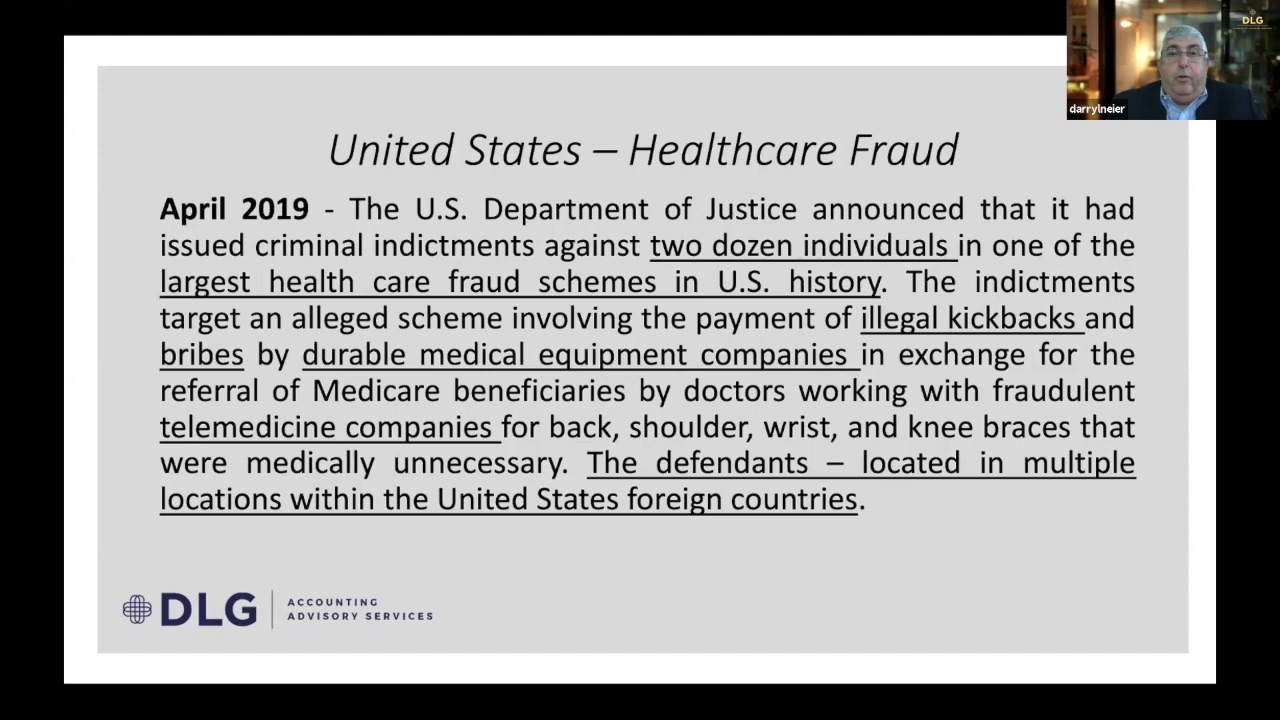 DLG
darrylneier
United States – Healthcare Fraud
April 2019 - The U.S. Department of Justice announced that it had
issued criminal indictments against two dozen individuals in one of the
largest health care fraud schemes in U.S. history. The indictments
target an alleged scheme involving the payment of illegal kickbacks and
bribes by durable medical equipment companies in exchange for the
referral of Medicare beneficiaries by doctors working with fraudulent
telemedicine companies for back, shoulder, wrist, and knee braces that
were medically unnecessary. The defendants – located in multiple
locations within the United States foreign countries.
DLG
ACCOUNTING
ADVISORY SERVICES